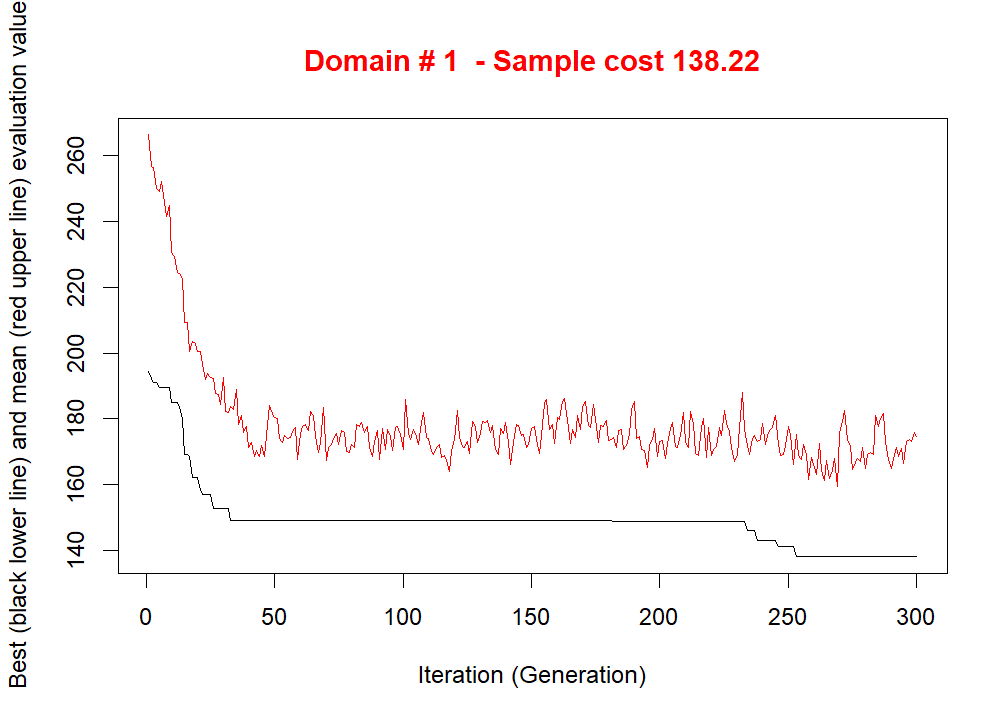 Domain # 1  - Sample cost 138.22
Best (black lower line) and mean (red upper line) evaluation value
260
240
220
200
180
160
140
0 50 100 150 200 250 300
Iteration (Generation)